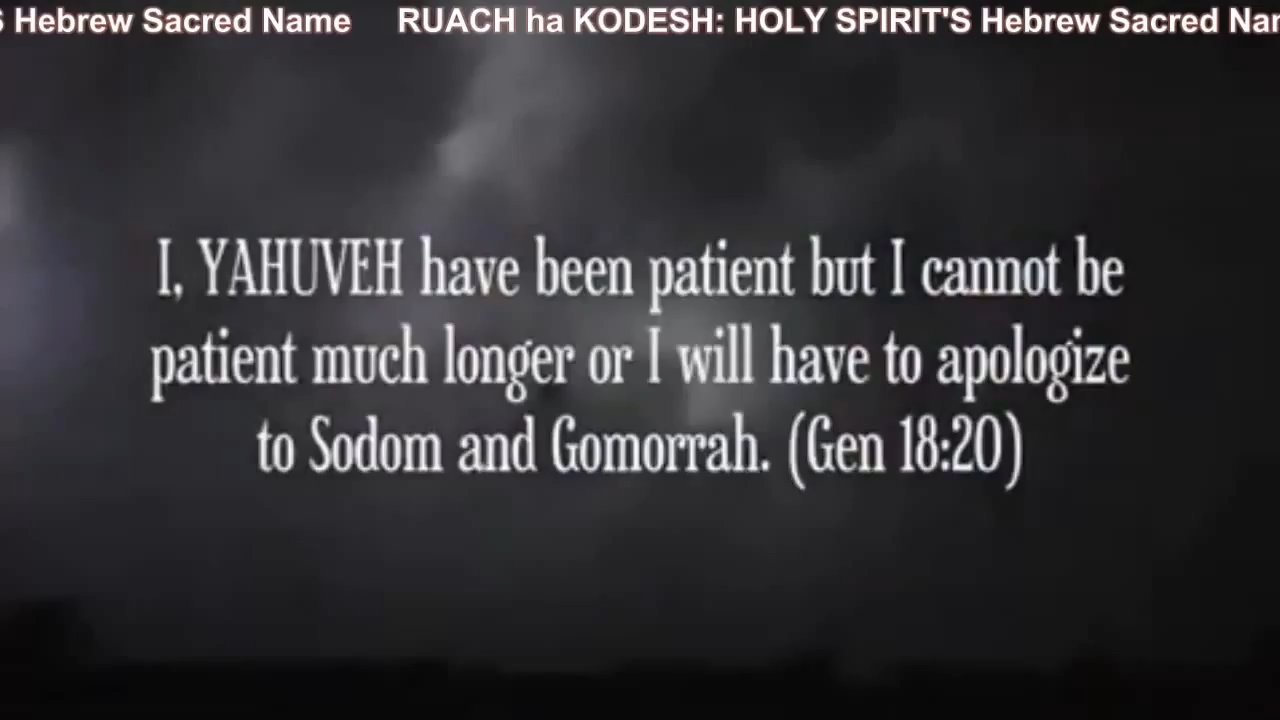 S Hebrew Sacred Name RUACH ha KODESH: HOLY SPIRIT'S Hebrew Sacred Nam
I, YAHUVEH have been patient but I cannot be
patient much longer or I will have to apologize
to Sodom and Gomorrah. (Gen 18:20)